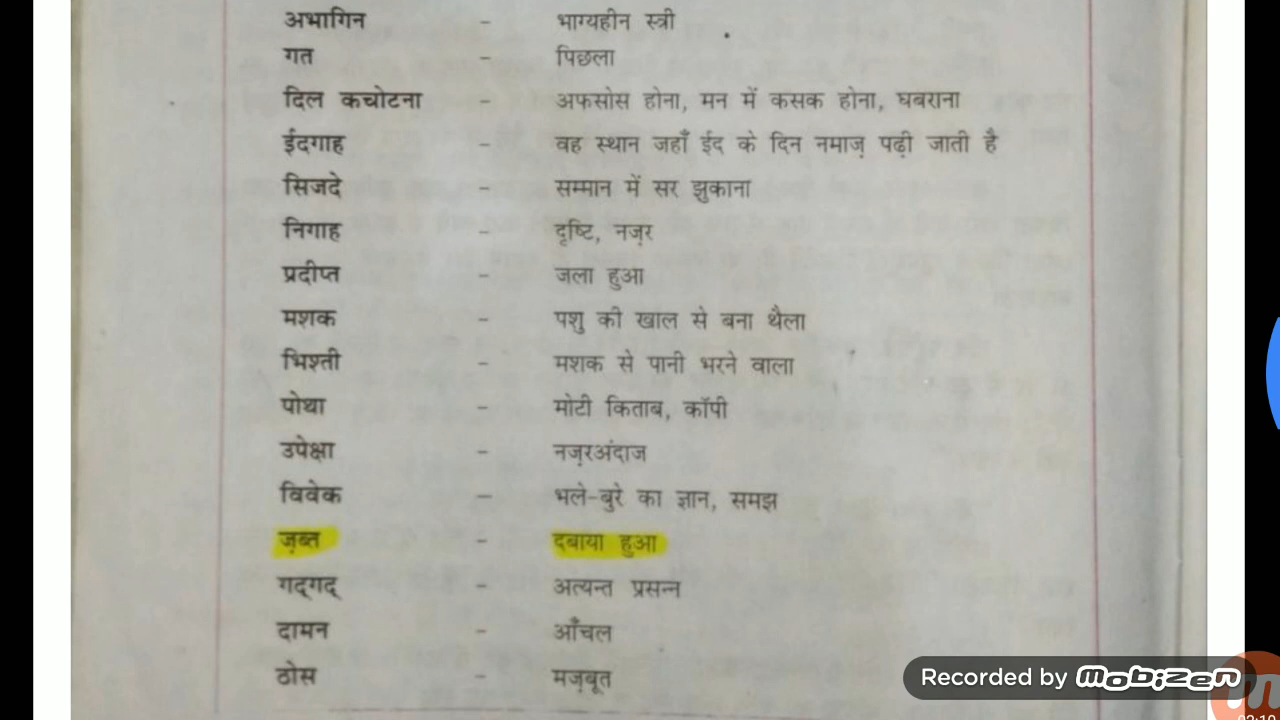 अभागिन - भाग्यहीन स्त्री
गत - पिछला
दिल कचोटना - अफसोस होना, मन में कसक होना, घबराना
ईदगाह - वह स्थान जहाँ ईद के दिन नमाज़ पढ़ी जाती है
सिजदे - सम्मान में सर झुकाना
निगाह - दृष्टि, नज़र
प्रदीप्त - जला हुआ
मशक - पशु की खाल से बना थैला
भिश्ती - मशक से पानी भरने वाला
पोथा - मोटी किताब, कॉपी
उपेक्षा - नज़रअंदाज
विवेक - भले-बुरे का ज्ञान, समझ
ज़ब्त - दबाया हुआ
गद्‌गद् - अत्यन्त प्रसन्न
दामन - आँचल
ठोस - मज़बूत
Recorded by MOBIZEN